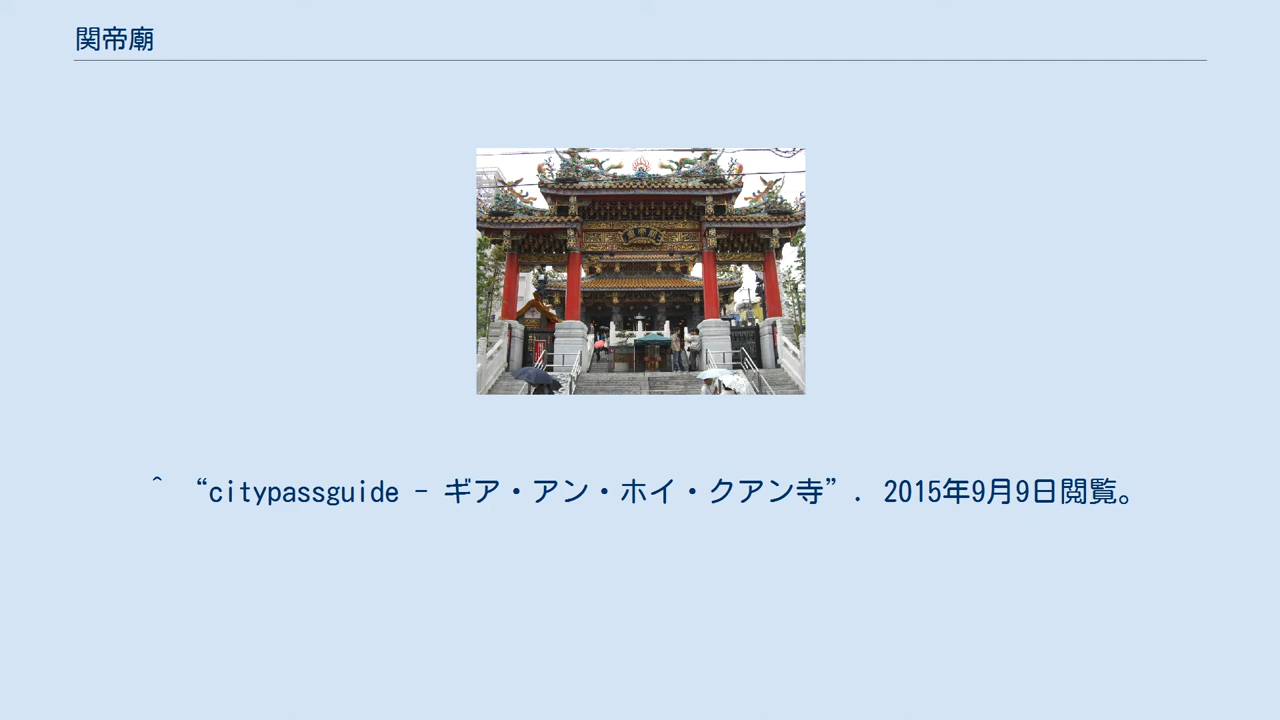 関帝廟
^ “citypassguide - ギア・アン・ホイ・クアン寺”. 2015年9月9日閲覧。